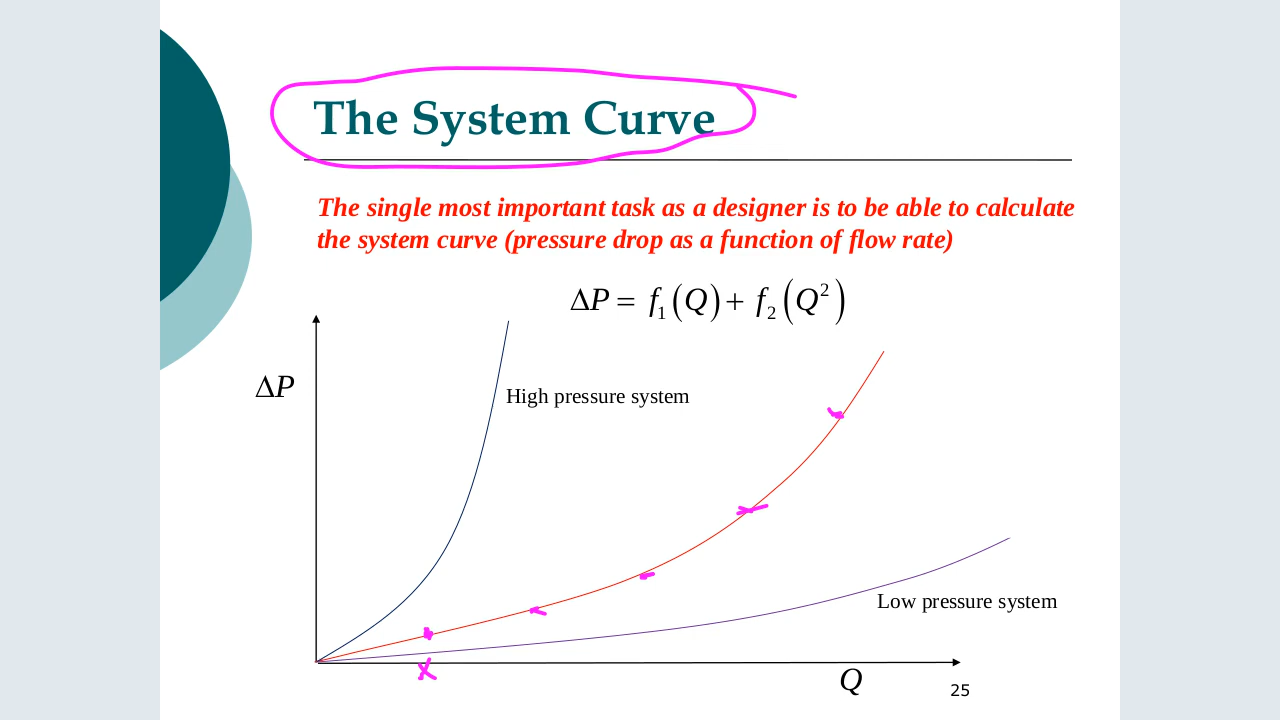 The System Curve
The single most important task as a designer is to be able to calculate
the system curve (pressure drop as a function of flow rate)
ΔP = f₁(Q) + f₂(Q²)
ΔP
High pressure system
Low pressure system
Q
25